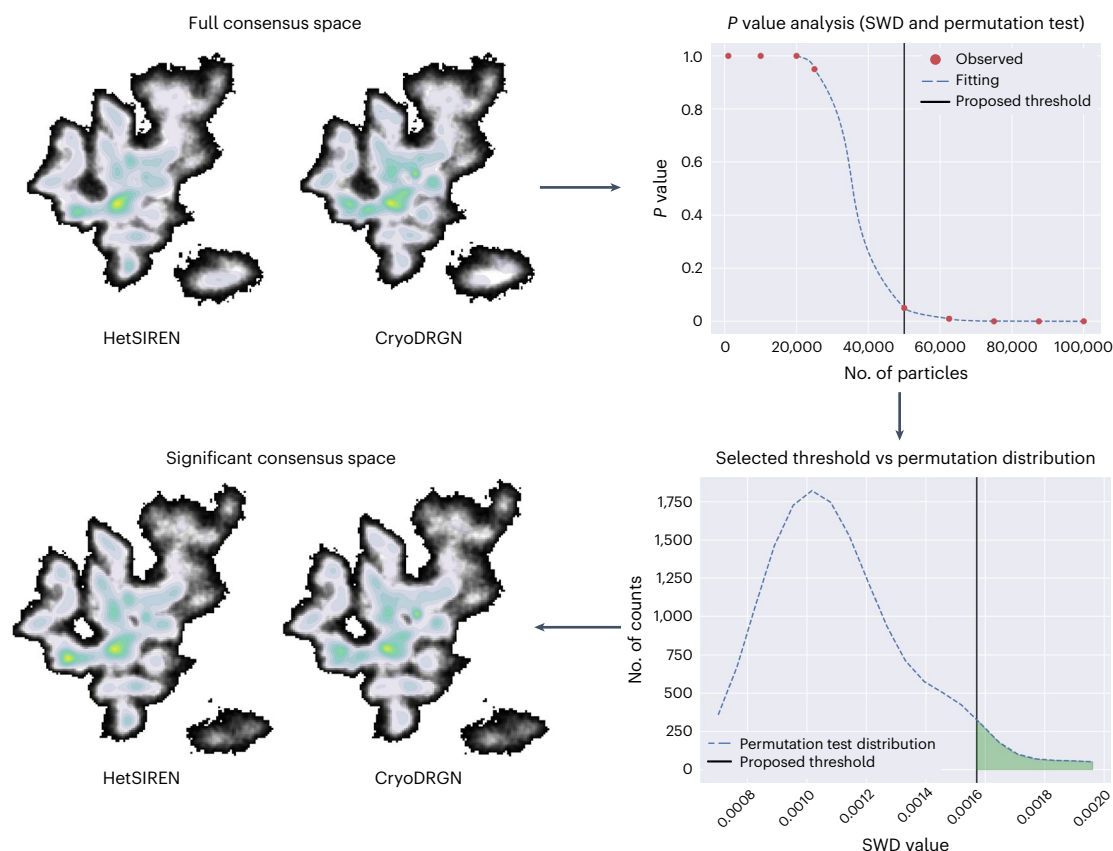 Full consensus space
HetSIREN
CryoDRGN
P value analysis (SWD and permutation test)
1.0
0.8
0.6
0.4
0.2
0
P value
Observed
Fitting
Proposed threshold
0
20,000
40,000
60,000
80,000
100,000
No. of particles
Significant consensus space
HetSIREN
CryoDRGN
Selected threshold vs permutation distribution
1,750
1,500
1,250
1,000
750
500
250
0
No. of counts
Permutation test distribution
Proposed threshold
0.0008
0.0010
0.0012
0.0014
0.0016
0.0018
0.0020
SWD value